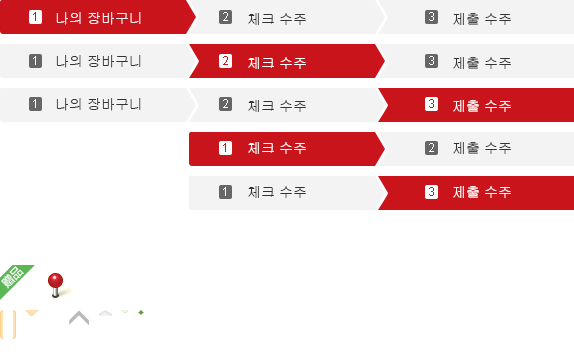 1 나의 장바구니 2 체크 수주 3 제출 수주
1 나의 장바구니 2 체크 수주 3 제출 수주
1 나의 장바구니 2 체크 수주 3 제출 수주
1 체크 수주 2 제출 수주
1 체크 수주 3 제출 수주
赠品